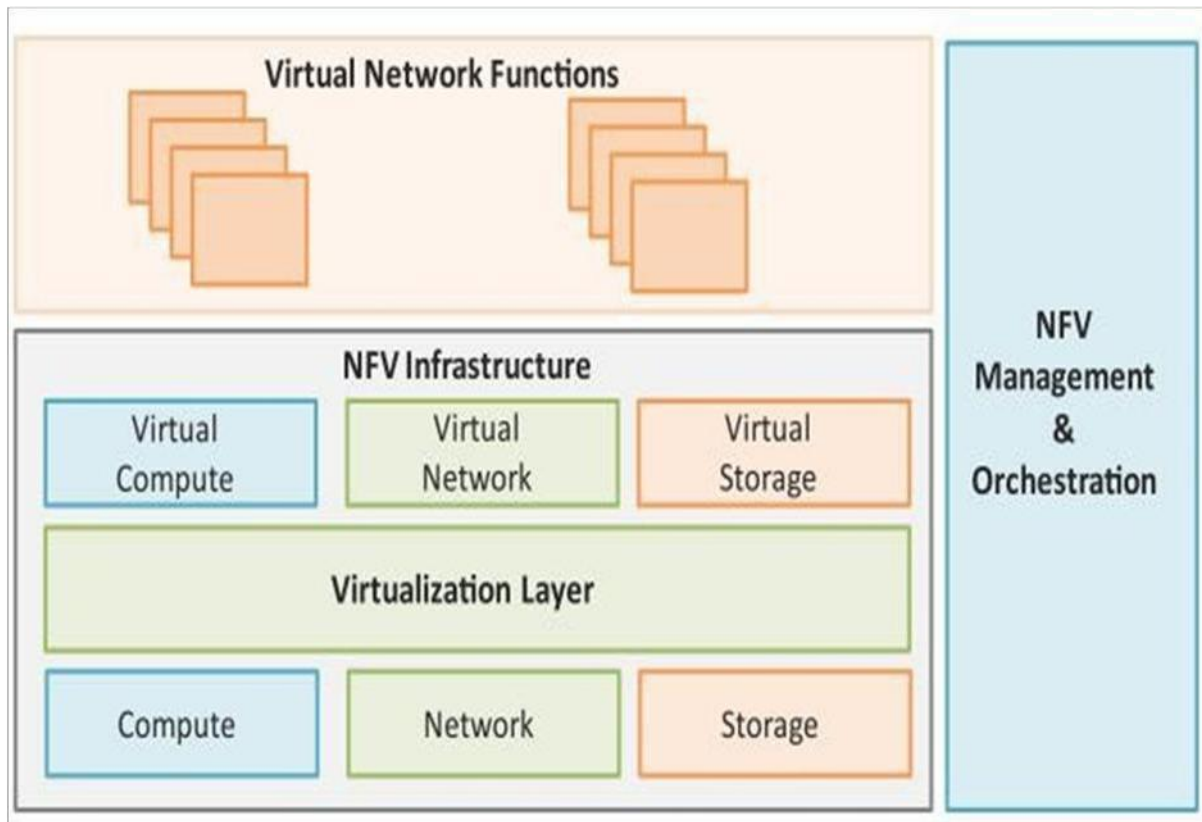 Virtual Network Functions
NFV Infrastructure
Virtual
Compute
Virtual
Network
Virtual
Storage
Virtualization Layer
Compute
Network
Storage
NFV
Management
&
Orchestration